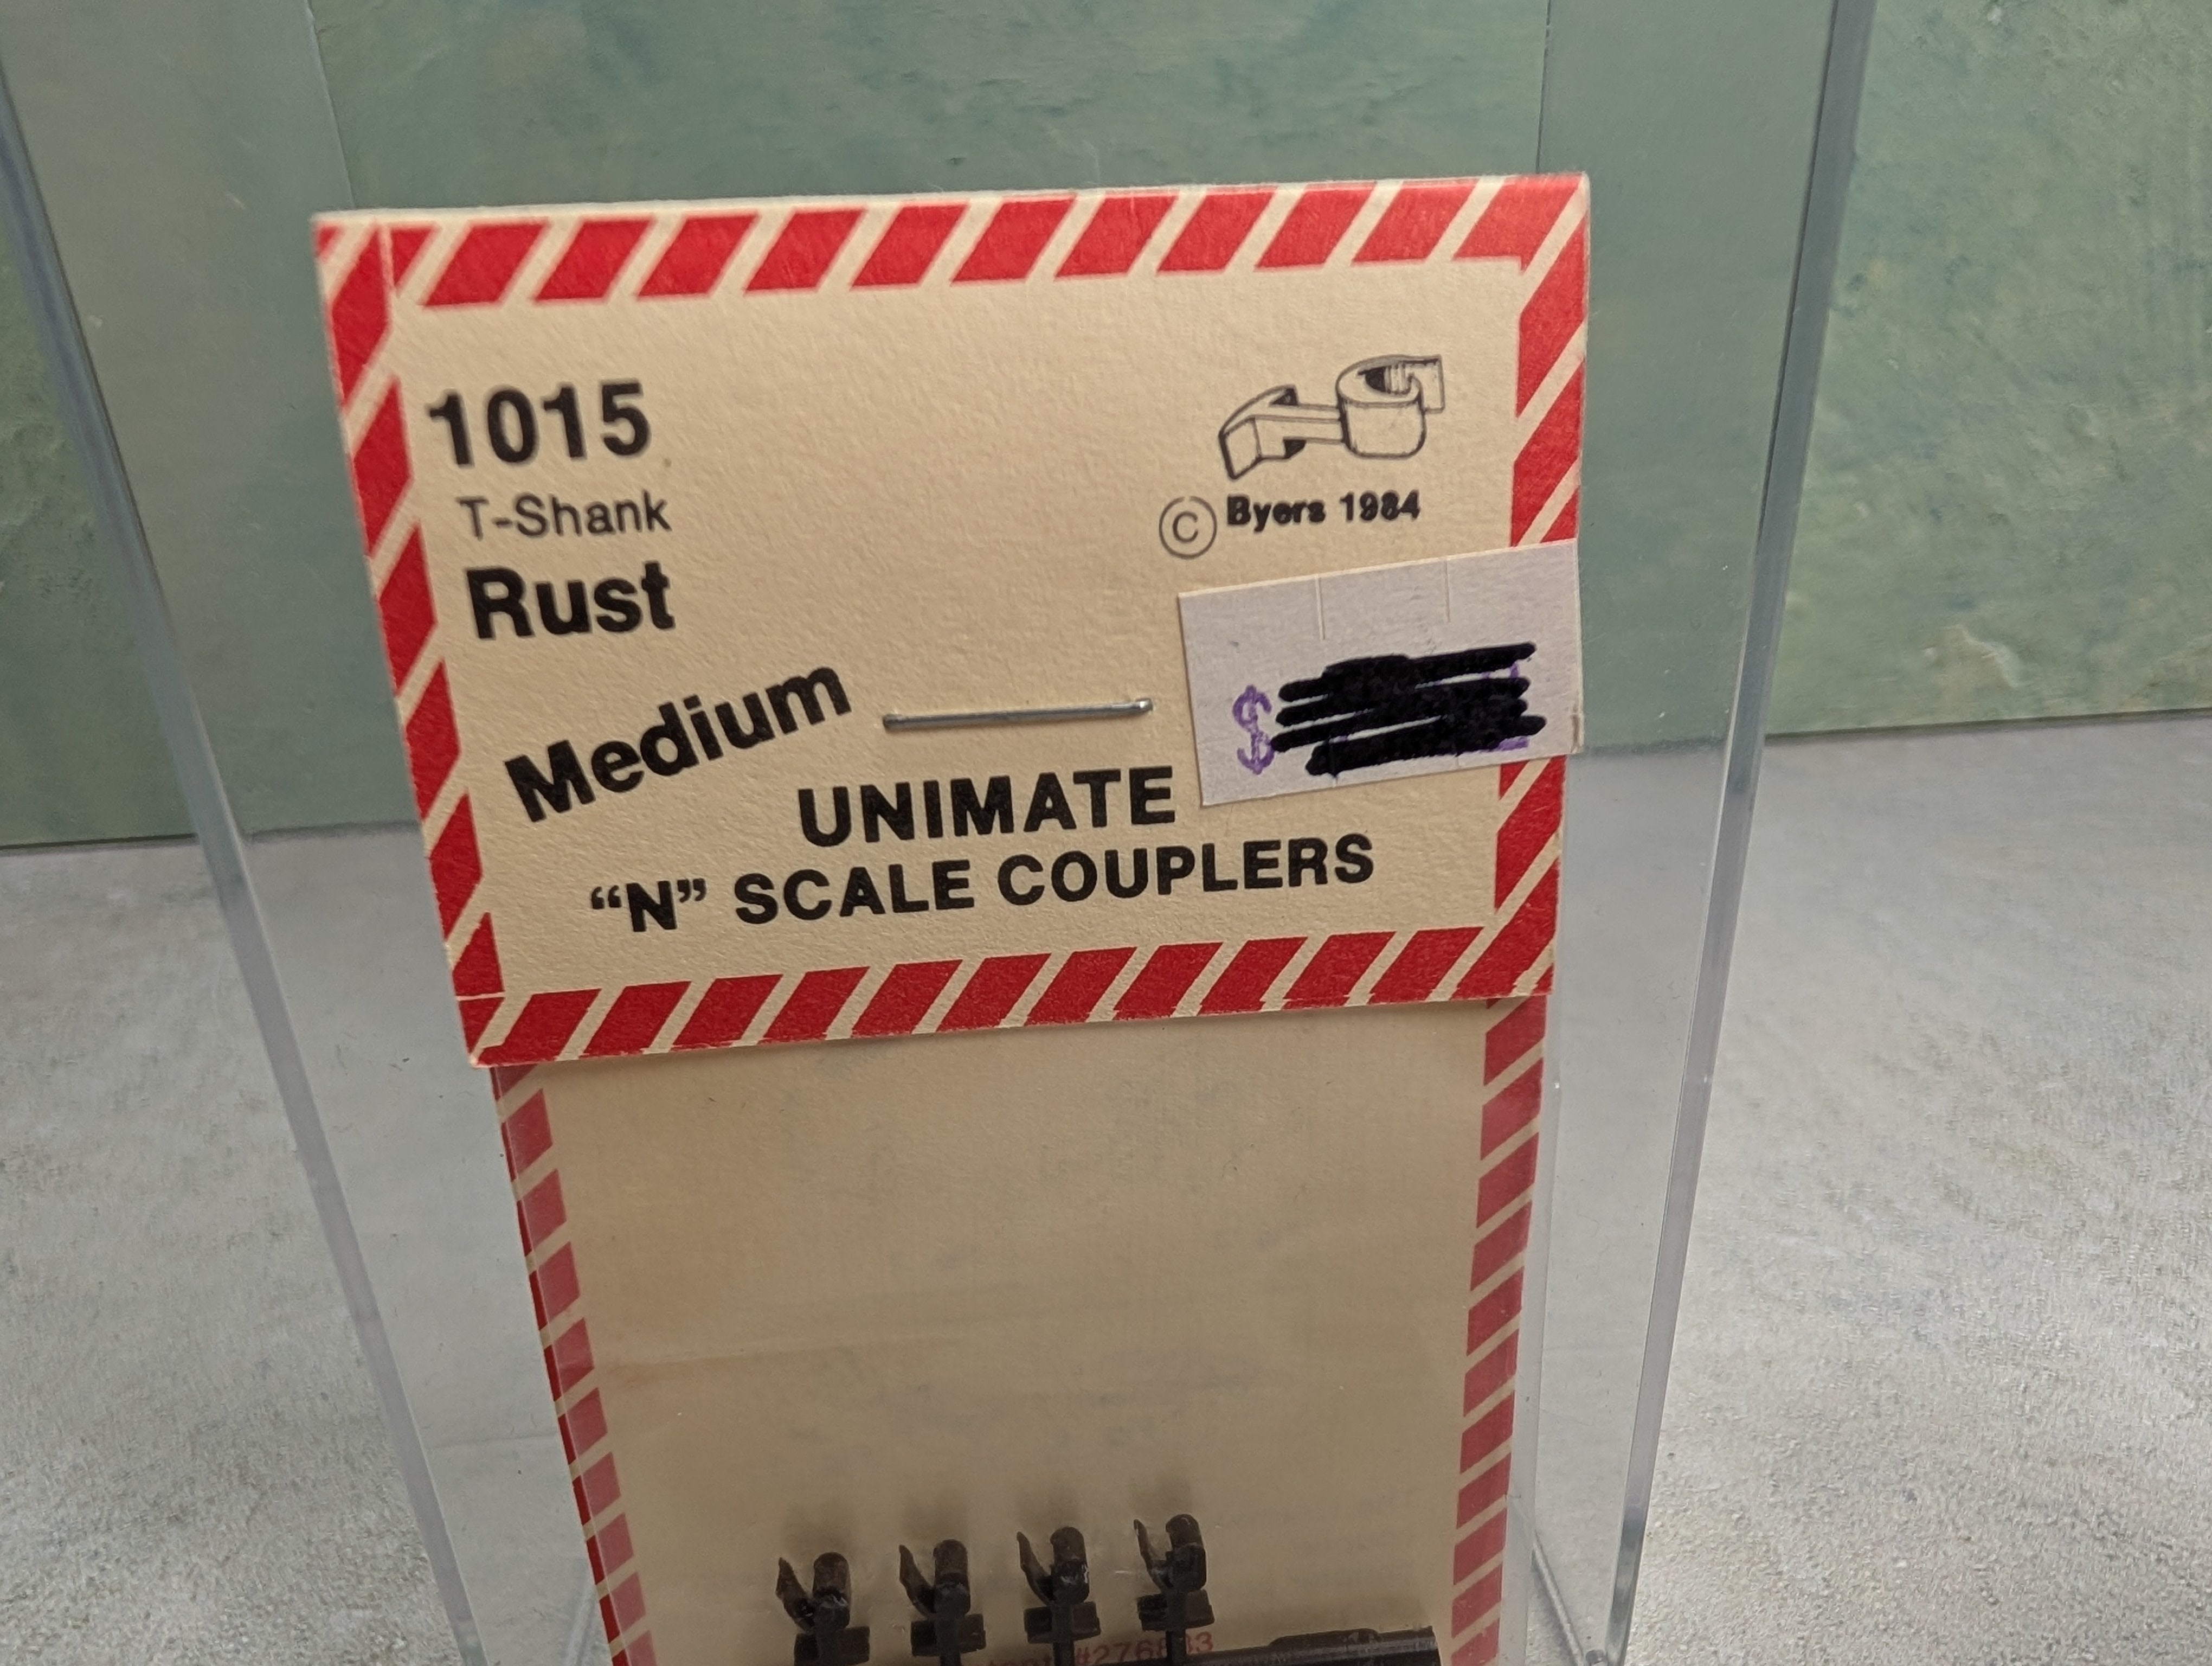 1015
T-Shank
Rust
Medium
© Byers 1984
$
UNIMATE
“N” SCALE COUPLERS